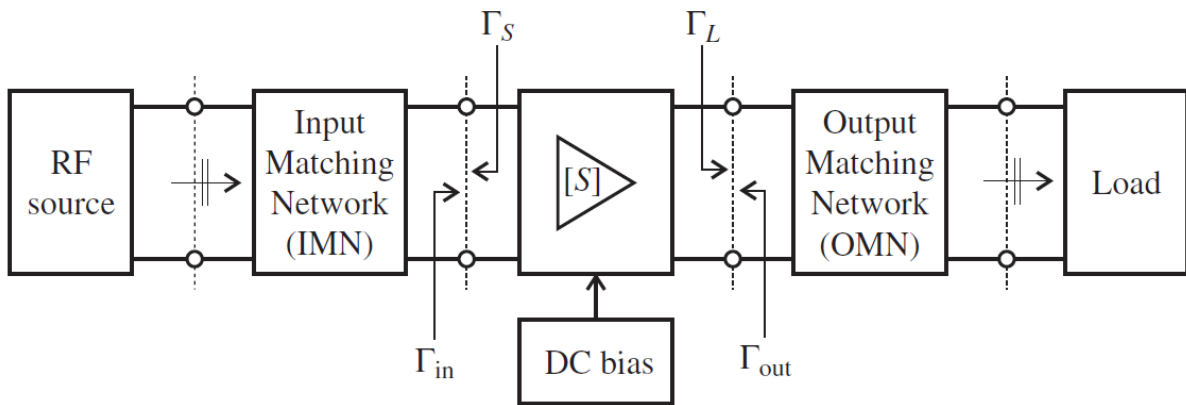 Γ_S
Γ_L
RF
source
Input
Matching
Network
(IMN)
[S]
Output
Matching
Network
(OMN)
Load
Γ_in
DC bias
Γ_out